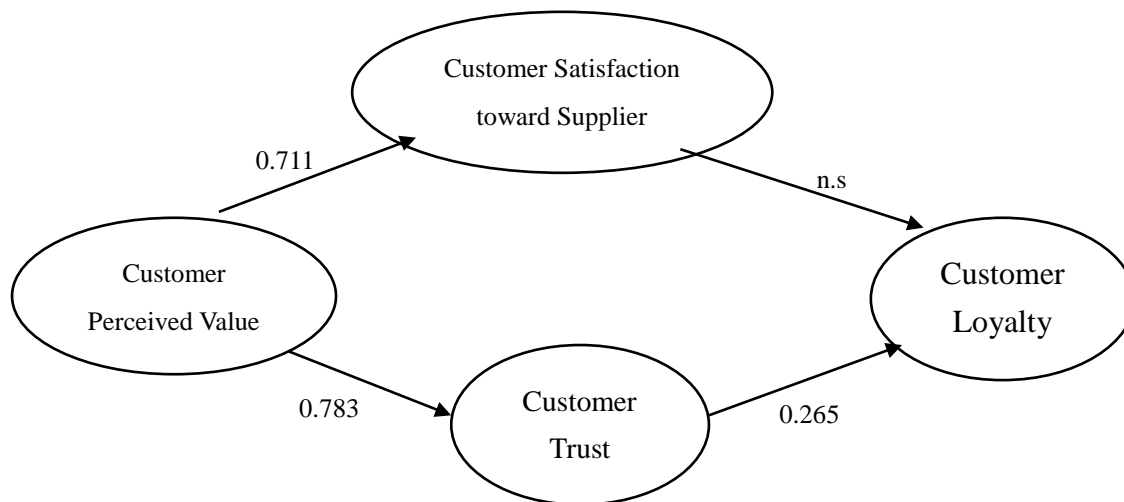 Customer Satisfaction
toward Supplier
0.711
n.s
Customer
Perceived Value
Customer
Loyalty
0.783
Customer
Trust
0.265